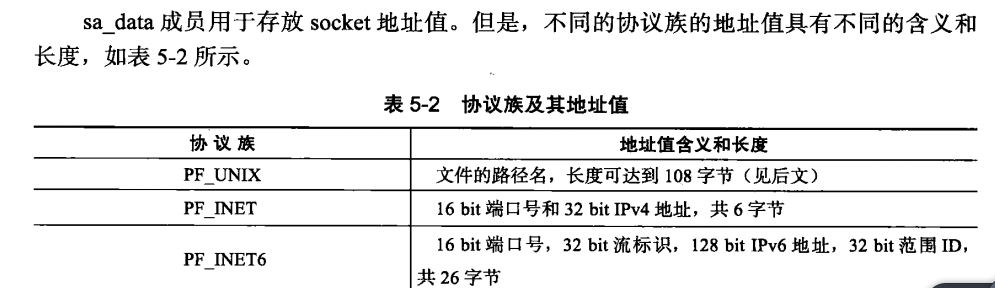 sa_data 成员用于存放 socket 地址值。但是，不同的协议族的地址值具有不同的含义和
长度，如表 5-2 所示。
表 5-2 协议族及其地址值
协 议 族 地址值含义和长度
PF_UNIX 文件的路径名，长度可达到 108 字节（见后文）
PF_INET 16 bit 端口号和 32 bit IPv4 地址，共 6 字节
PF_INET6 16 bit 端口号，32 bit 流标识，128 bit IPv6 地址，32 bit 范围 ID，
共 26 字节